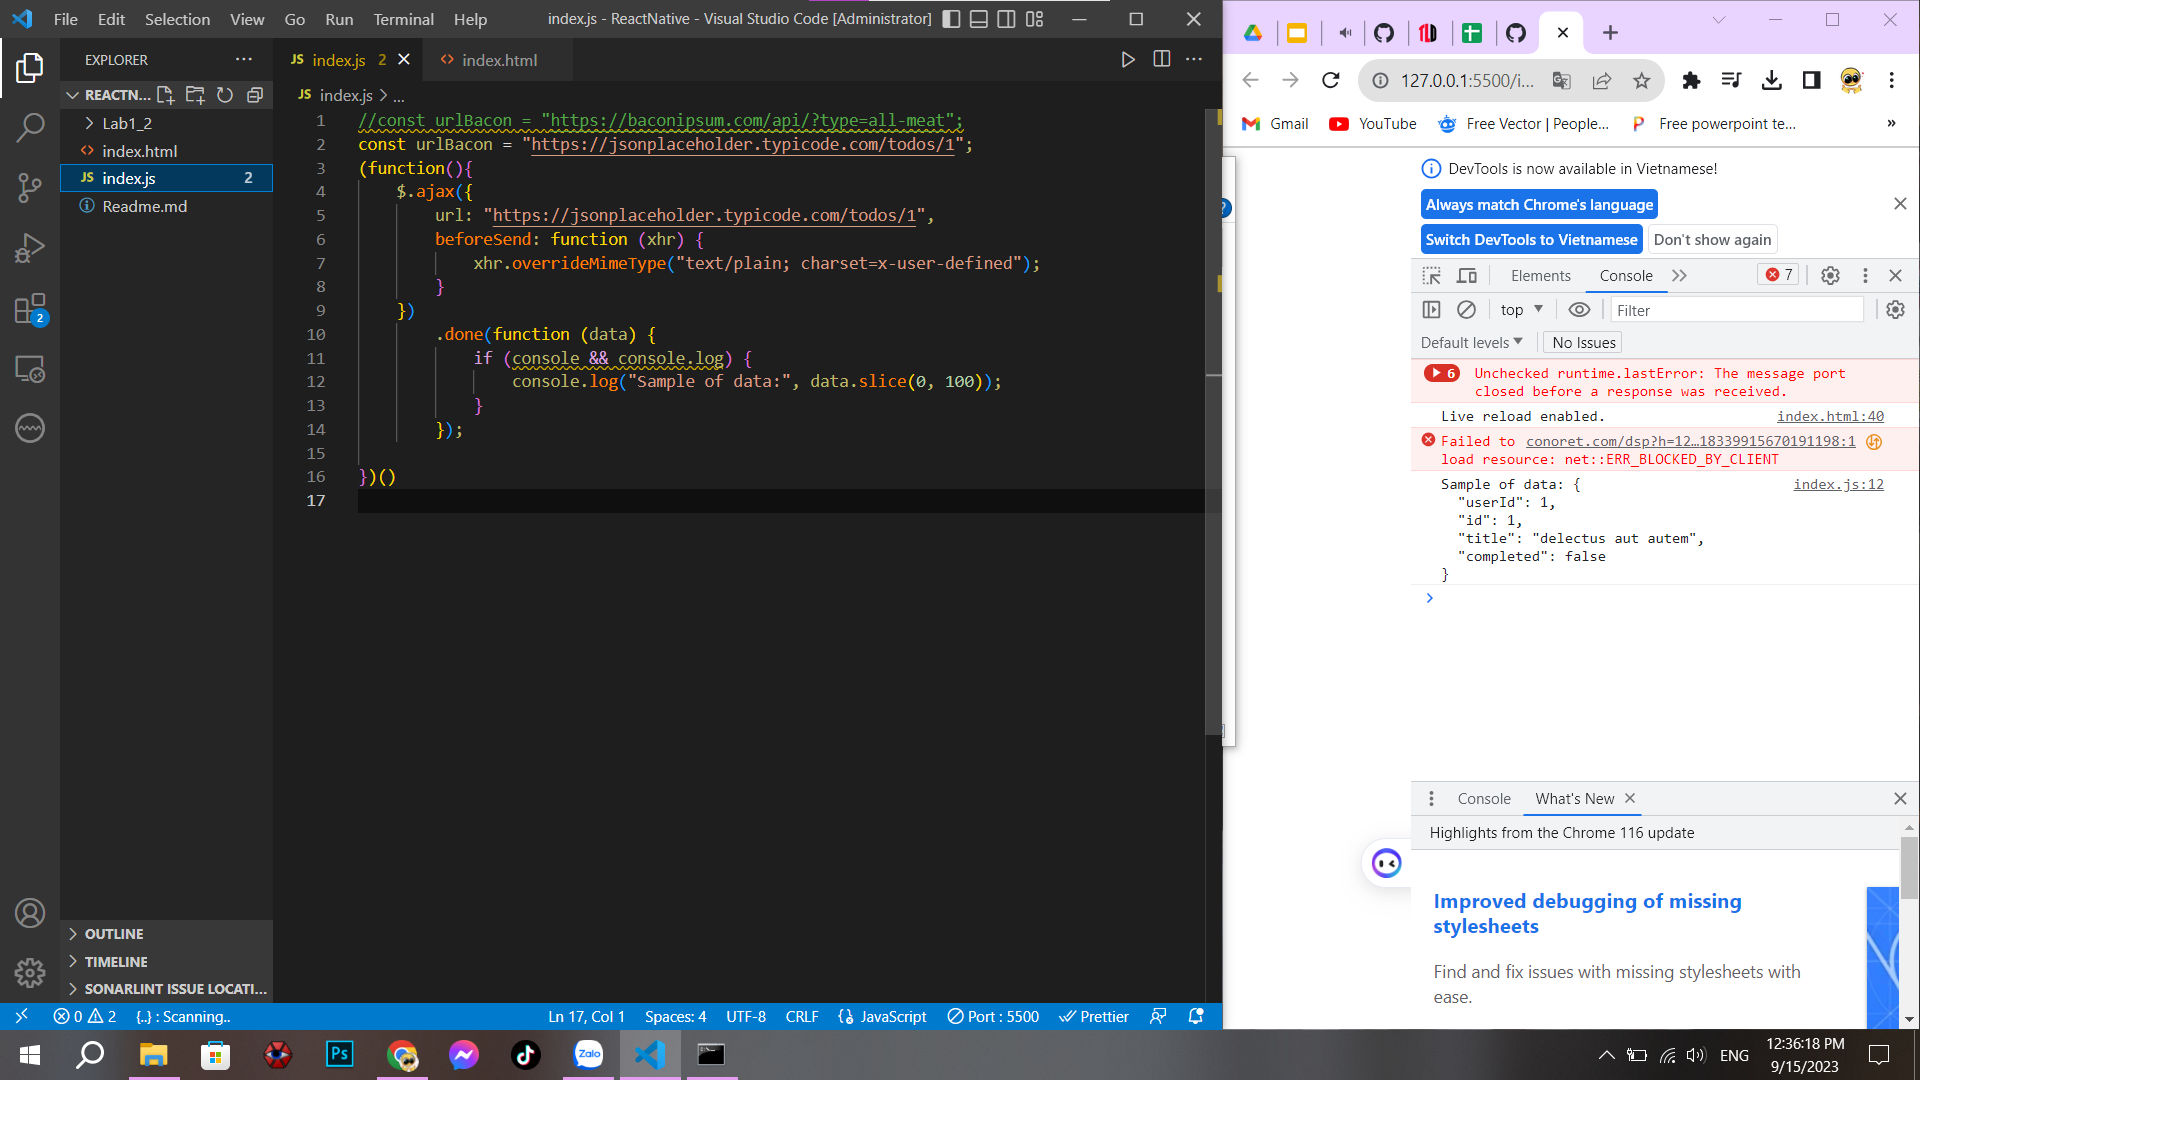 File Edit Selection View Go Run Terminal Help index.js - ReactNative - Visual Studio Code [Administrator]
EXPLORER
REACTN...
Lab1_2
index.html
index.js 2
Readme.md
OUTLINE
TIMELINE
SONARLINT ISSUE LOCATI...
2
JS index.js 2
index.html
JS index.js > ...
1 //const urlBacon = "https://baconipsum.com/api/?type=all-meat";
2 const urlBacon = "https://jsonplaceholder.typicode.com/todos/1";
3 (function(){
4 $.ajax({
5 url: "https://jsonplaceholder.typicode.com/todos/1",
6 beforeSend: function (xhr) {
7 xhr.overrideMimeType("text/plain; charset=x-user-defined");
8 }
9 })
10 .done(function (data) {
11 if (console && console.log) {
12 console.log("Sample of data:", data.slice(0, 100));
13 }
14 });
15
16 })()
17
0 2 {..} : Scanning.. Ln 17, Col 1 Spaces: 4 UTF-8 CRLF JavaScript Port : 5500 Prettier
127.0.0.1:5500/i...
Gmail YouTube Free Vector | People... Free powerpoint te... »
DevTools is now available in Vietnamese!
Always match Chrome's language
Switch DevTools to Vietnamese Don't show again
Elements Console 7
top Filter
Default levels No Issues
6 Unchecked runtime.lastError: The message port
closed before a response was received.
Live reload enabled. index.html:40
Failed to conoret.com/dsp?h=12…18339915670191198:1
load resource: net::ERR_BLOCKED_BY_CLIENT
Sample of data: { index.js:12
"userId": 1,
"id": 1,
"title": "delectus aut autem",
"completed": false
}
Console What's New
Highlights from the Chrome 116 update
Improved debugging of missing
stylesheets
Find and fix issues with missing stylesheets with
ease.
Ps
Zalo
ENG
12:36:18 PM
9/15/2023